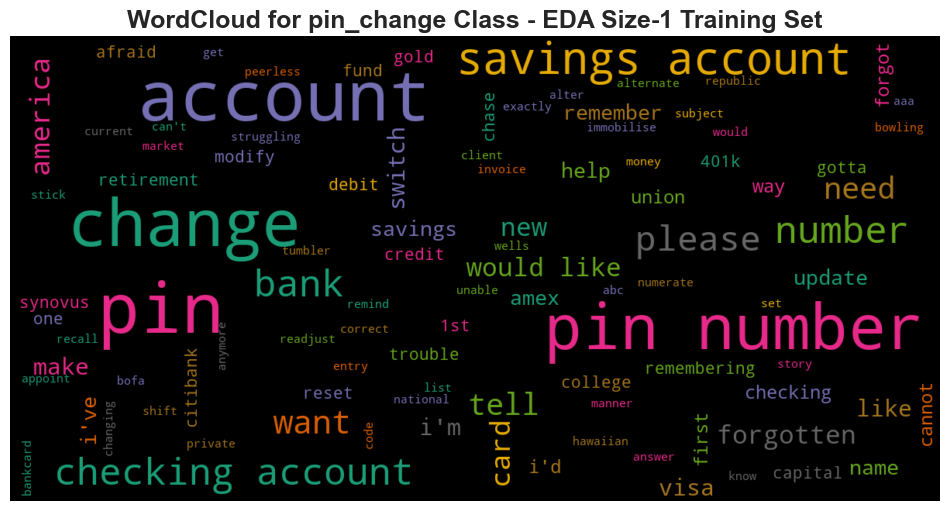 WordCloud for pin_change Class - EDA Size-1 Training Set
afraid
get
gold
savings account
forgot
peerless
fund
alternate
republic
america
account
chase
exactly
alter
aaa
remember
subject
current
can't
struggling
immobilise
would
bowling
market
modify
switch
client
invoice
help
money
401k
gotta
retirement
debit
way
need
stick
union
change
savings
new
please
number
tumbler
credit
wells
would like
bank
unable
abc
numerate
update
synovus
pin
remind
amex
set
one
1st
pin number
recall
anymore
readjust
correct
trouble
story
make
entry
remembering
appoint
bofa
citibank
reset
list
national
college
checking
i've
changing
shift
want
code
tell
manner
like
cannot
i'm
card
first
forgotten
private
hawaiian
bankcard
checking account
i'd
answer
know
capital
name
visa